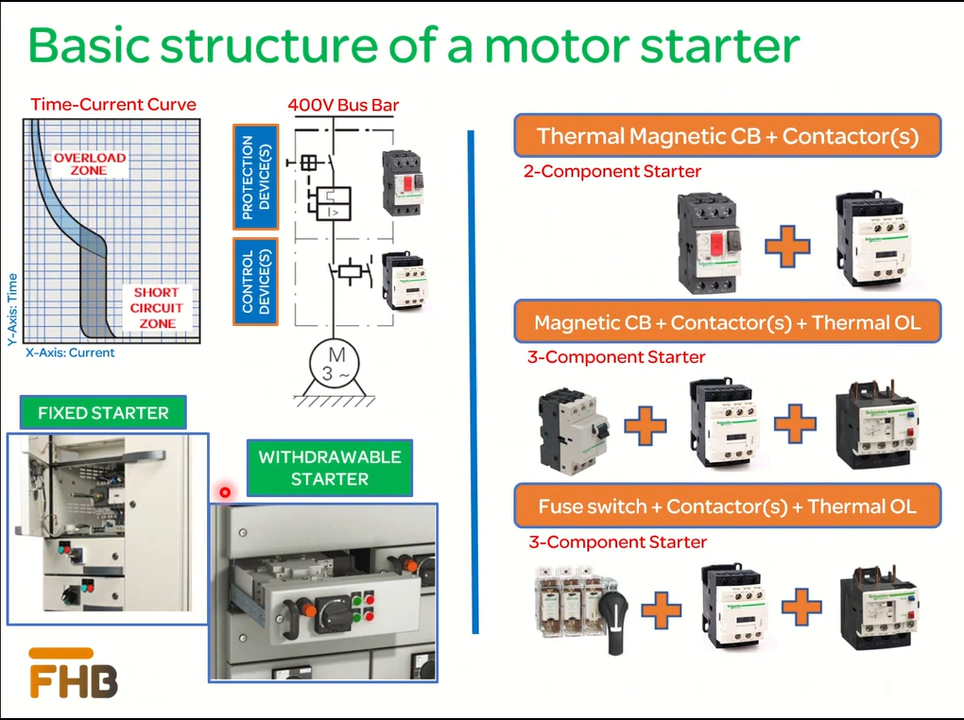 Basic structure of a motor starter
Time-Current Curve
OVERLOAD
ZONE
SHORT
CIRCUIT
ZONE
Y-Axis: Time
X-Axis: Current
400V Bus Bar
PROTECTION
DEVICE(S)
I>
CONTROL
DEVICE(S)
M
3 ~
FIXED STARTER
WITHDRAWABLE
STARTER
Thermal Magnetic CB + Contactor(s)
2-Component Starter
Magnetic CB + Contactor(s) + Thermal OL
3-Component Starter
Fuse switch + Contactor(s) + Thermal OL
3-Component Starter
FHB